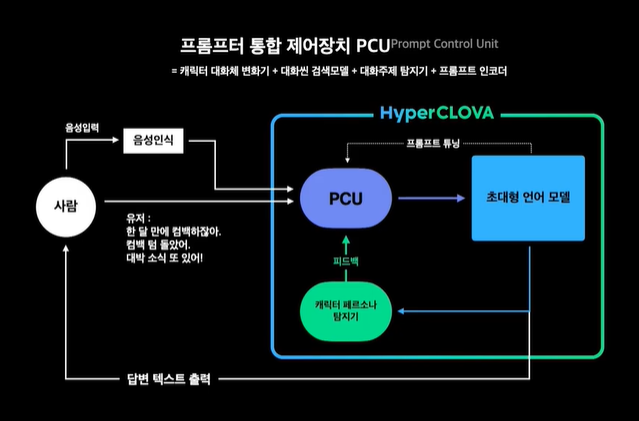 프롬프터 통합 제어장치 PCU Prompt Control Unit
= 캐릭터 대화체 변화기 + 대화씬 검색모델 + 대화주제 탐지기 + 프롬프트 인코더
HyperCLOVA
음성입력
음성인식
프롬프트 튜닝
사람
PCU
초대형 언어 모델
유저 :
한 달 만에 컴백하잖아.
컴백 텀 돌았어.
대박 소식 또 있어!
피드백
캐릭터 페르소나
탐지기
답변 텍스트 출력